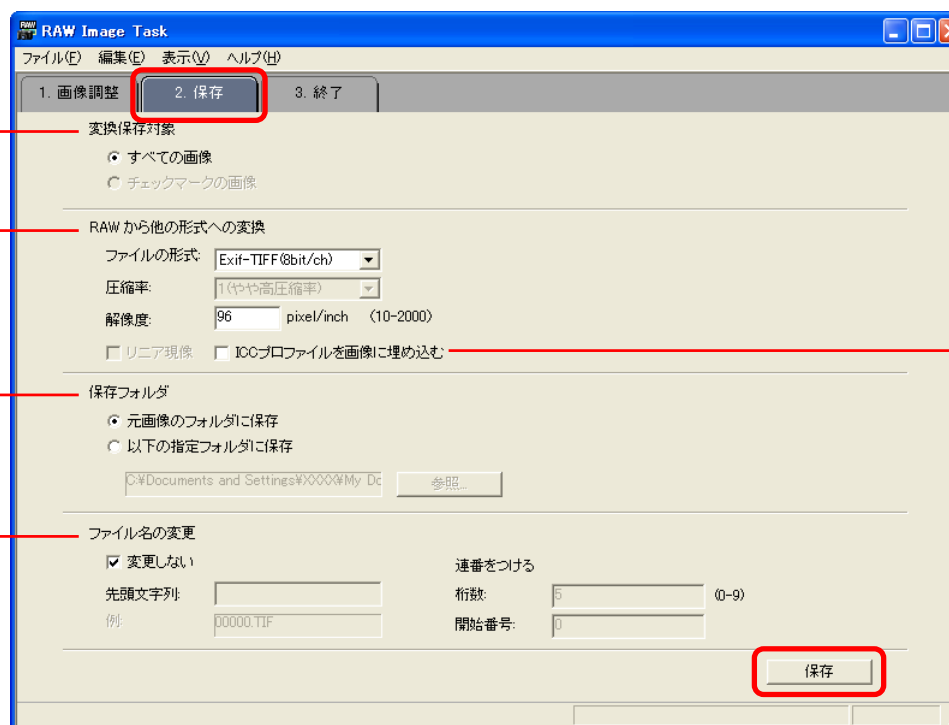 RAW Image Task
ファイル(F) 編集(E) 表示(V) ヘルプ(H)
1. 画像調整 2. 保存 3. 終了
変換保存対象
すべての画像
チェックマークの画像
RAW から他の形式への変換
ファイルの形式: Exif-TIFF(8bit/ch)
圧縮率: 1(やや高圧縮率)
解像度: 96 pixel/inch (10-2000)
リニア現像 ICCプロファイルを画像に埋め込む
保存フォルダ
元画像のフォルダに保存
以下の指定フォルダに保存
C:¥Documents and Settings¥XXXX¥My Dc 参照...
ファイル名の変更
変更しない 連番をつける
先頭文字列: 桁数: 5 (0-9)
例: 00000.TIF 開始番号: 0
保存